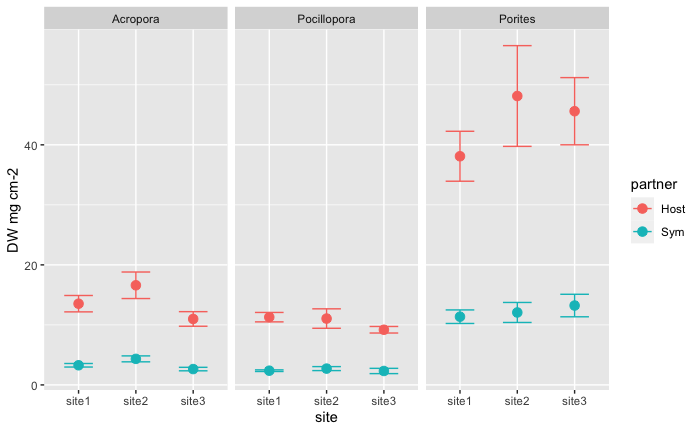 Acropora Pocillopora Porites
DW mg cm-2
40
20
0
site1 site2 site3 site1 site2 site3 site1 site2 site3
site
partner
Host
Sym